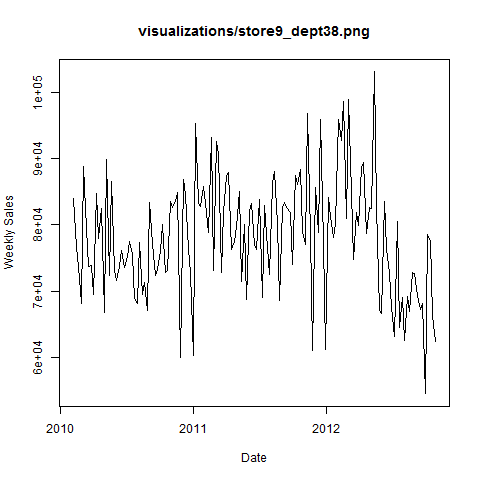 visualizations/store9_dept38.png
Weekly Sales
1e+05
9e+04
8e+04
7e+04
6e+04
2010 2011 2012
Date